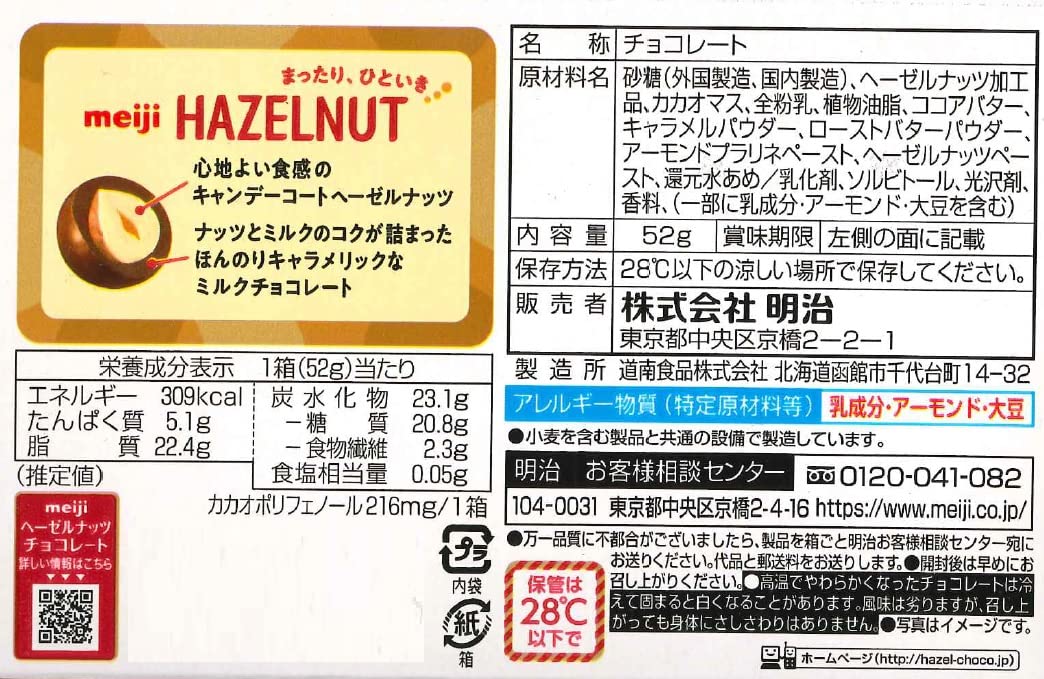 まったり、ひといき
meiji HAZELNUT
心地よい食感の
キャンデーコートヘーゼルナッツ
ナッツとミルクのコクが詰まった
ほんのりキャラメリックな
ミルクチョコレート
栄養成分表示 1箱(52g)当たり
エネルギー 309kcal
たんぱく質 5.1g
脂質 22.4g
炭水化物 23.1g
－糖質 20.8g
－食物繊維 2.3g
食塩相当量 0.05g
(推定値)
カカオポリフェノール216mg/1箱
meiji
ヘーゼルナッツ
チョコレート
詳しい情報はこちら
プラ
内袋
紙
箱
名称 チョコレート
原材料名 砂糖(外国製造、国内製造)、ヘーゼルナッツ加工
品、カカオマス、全粉乳、植物油脂、ココアバター、
キャラメルパウダー、ローストバターパウダー、
アーモンドプラリネペースト、ヘーゼルナッツペー
スト、還元水あめ／乳化剤、ソルビトール、光沢剤、
香料、(一部に乳成分・アーモンド・大豆を含む)
内容量 52g 賞味期限 左側の面に記載
保存方法 28℃以下の涼しい場所で保存してください。
販売者 株式会社 明治
東京都中央区京橋2－2－1
製造所 道南食品株式会社 北海道函館市千代台町14-32
アレルギー物質(特定原材料等) 乳成分・アーモンド・大豆
●小麦を含む製品と共通の設備で製造しています。
明治 お客様相談センター 0120-041-082
104-0031 東京都中央区京橋2-4-16 https://www.meiji.co.jp/
●万一品質に不都合がございましたら、製品を箱ごと明治お客様相談センター宛に
お送りください。代品と郵送料をお送りします。●開封後は早めにお
召し上がりください。●高温でやわらかくなったチョコレートは冷
えて固まると白くなることがあります。風味は劣りますが、召し上
がっても身体にさしさわりはありません。●写真はイメージです。
保管は
28℃
以下で
ホームページ(http://hazel-choco.jp)